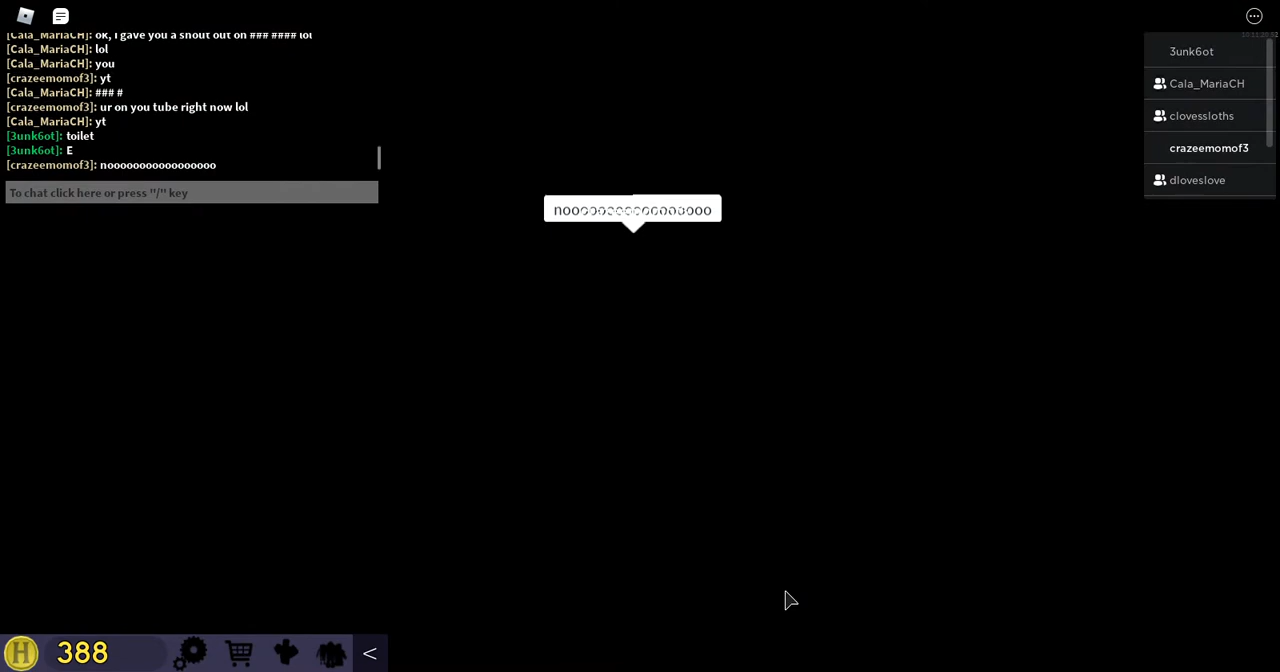 [Cala_MariaCH]: ok, I gave you a shout out on ### #### lol
[Cala_MariaCH]: lol
[Cala_MariaCH]: you
[crazeemomof3]: yt
[Cala_MariaCH]: ### #
[crazeemomof3]: ur on you tube right now lol
[Cala_MariaCH]: yt
[3unk6ot]: toilet
[3unk6ot]: E
[crazeemomof3]: nooooooooooooooooo
To chat click here or press "/" key
nooooooooooooooooo
3unk6ot
Cala_MariaCH
clovessloths
crazeemomof3
dloveslove
H 388
<